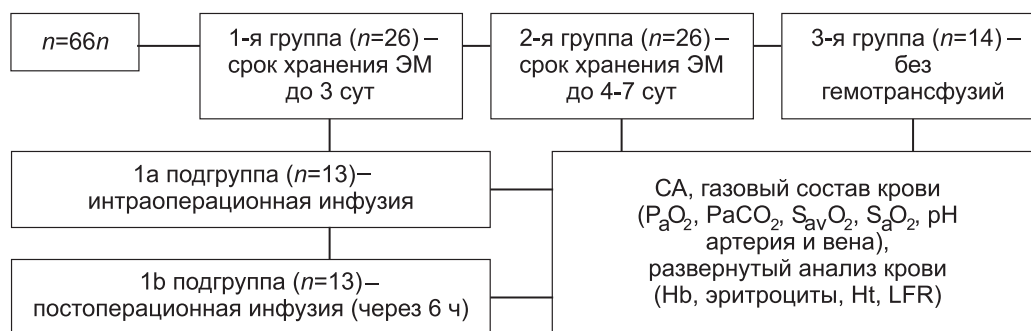 n=66n
1-я группа (n=26) –
срок хранения ЭМ
до 3 сут
2-я группа (n=26) –
срок хранения ЭМ
до 4-7 сут
3-я группа (n=14) –
без
гемотрансфузий
1a подгруппа (n=13)–
интраоперационная инфузия
1b подгруппа (n=13)–
постоперационная инфузия (через 6 ч)
СА, газовый состав крови
(PaO2, PaCO2, SavO2, SaO2, pH
артерия и вена),
развернутый анализ крови
(Hb, эритроциты, Ht, LFR)